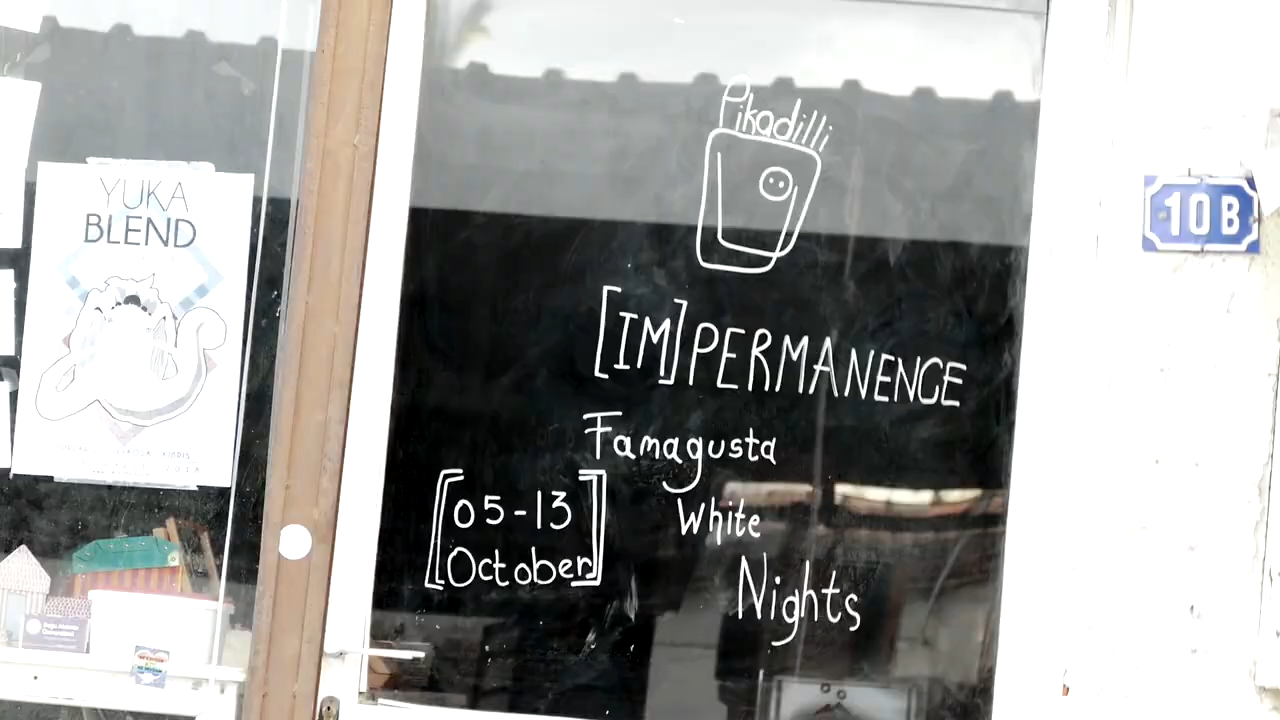 YUKA
BLEND
Pikadilli
[IM]PERMANENCE
Famagusta
White
Nights
[05-13
October]
10 B